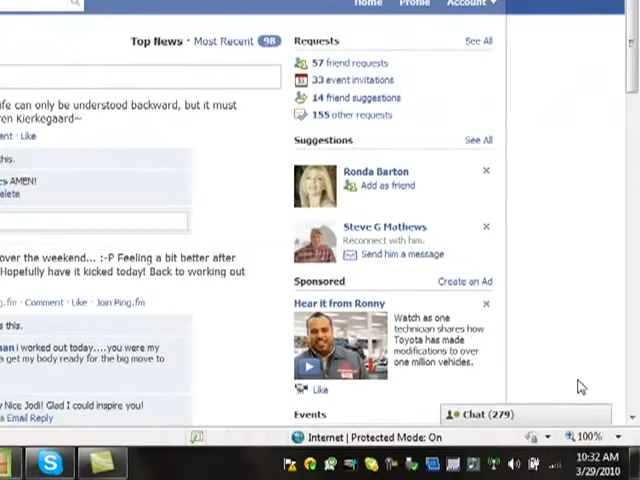 Home Profile Account
Top News · Most Recent 98
ife can only be understood backward, but it must
ren Kierkegaard~
ent · Like
this.
s AMEN!
elete
over the weekend... :-P Feeling a bit better after
Hopefully have it kicked today! Back to working out
g.fm · Comment · Like · Join Ping.fm
s this.
man i worked out today....you were my
a get my body ready for the big move to
y Nice Jodi! Glad I could inspire you!
a Email Reply
Requests See All
57 friend requests
31 33 event invitations
14 friend suggestions
155 other requests
Suggestions See All
Ronda Barton
Add as friend
Steve G Mathews
Reconnect with him.
Send him a message
Sponsored Create an Ad
Hear it from Ronny
Watch as one
technician shares how
Toyota has made
modifications to over
one million vehicles.
Like
Events
Chat (279)
Internet | Protected Mode: On
100%
10:32 AM
3/29/2010